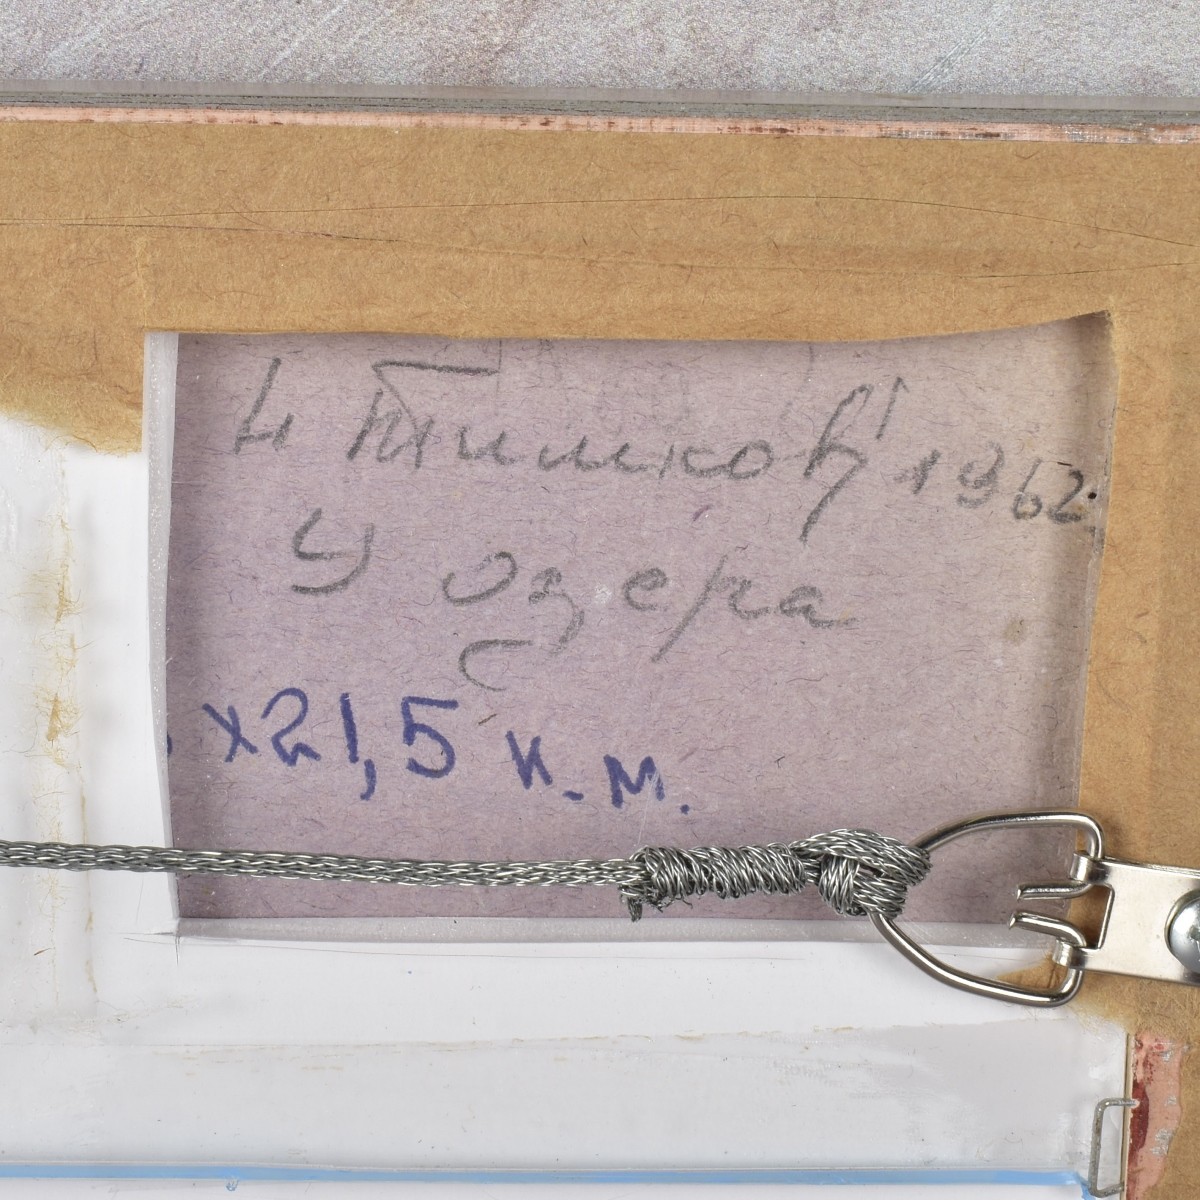 Н Тимков 1962
У озера
х21,5 к.м.